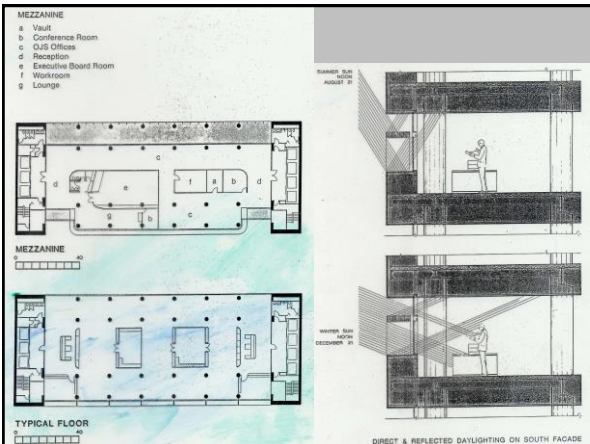 MEZZANINE
a Vault
b Conference Room
c OJS Offices
d Reception
e Executive Board Room
f Workroom
g Lounge
c
d
e
f
a
b
d
g
b
c
MEZZANINE
0 40
TYPICAL FLOOR
0 40
SUMMER SUN
NOON
AUGUST 21
WINTER SUN
NOON
DECEMBER 21
DIRECT & REFLECTED DAYLIGHTING ON SOUTH FACADE